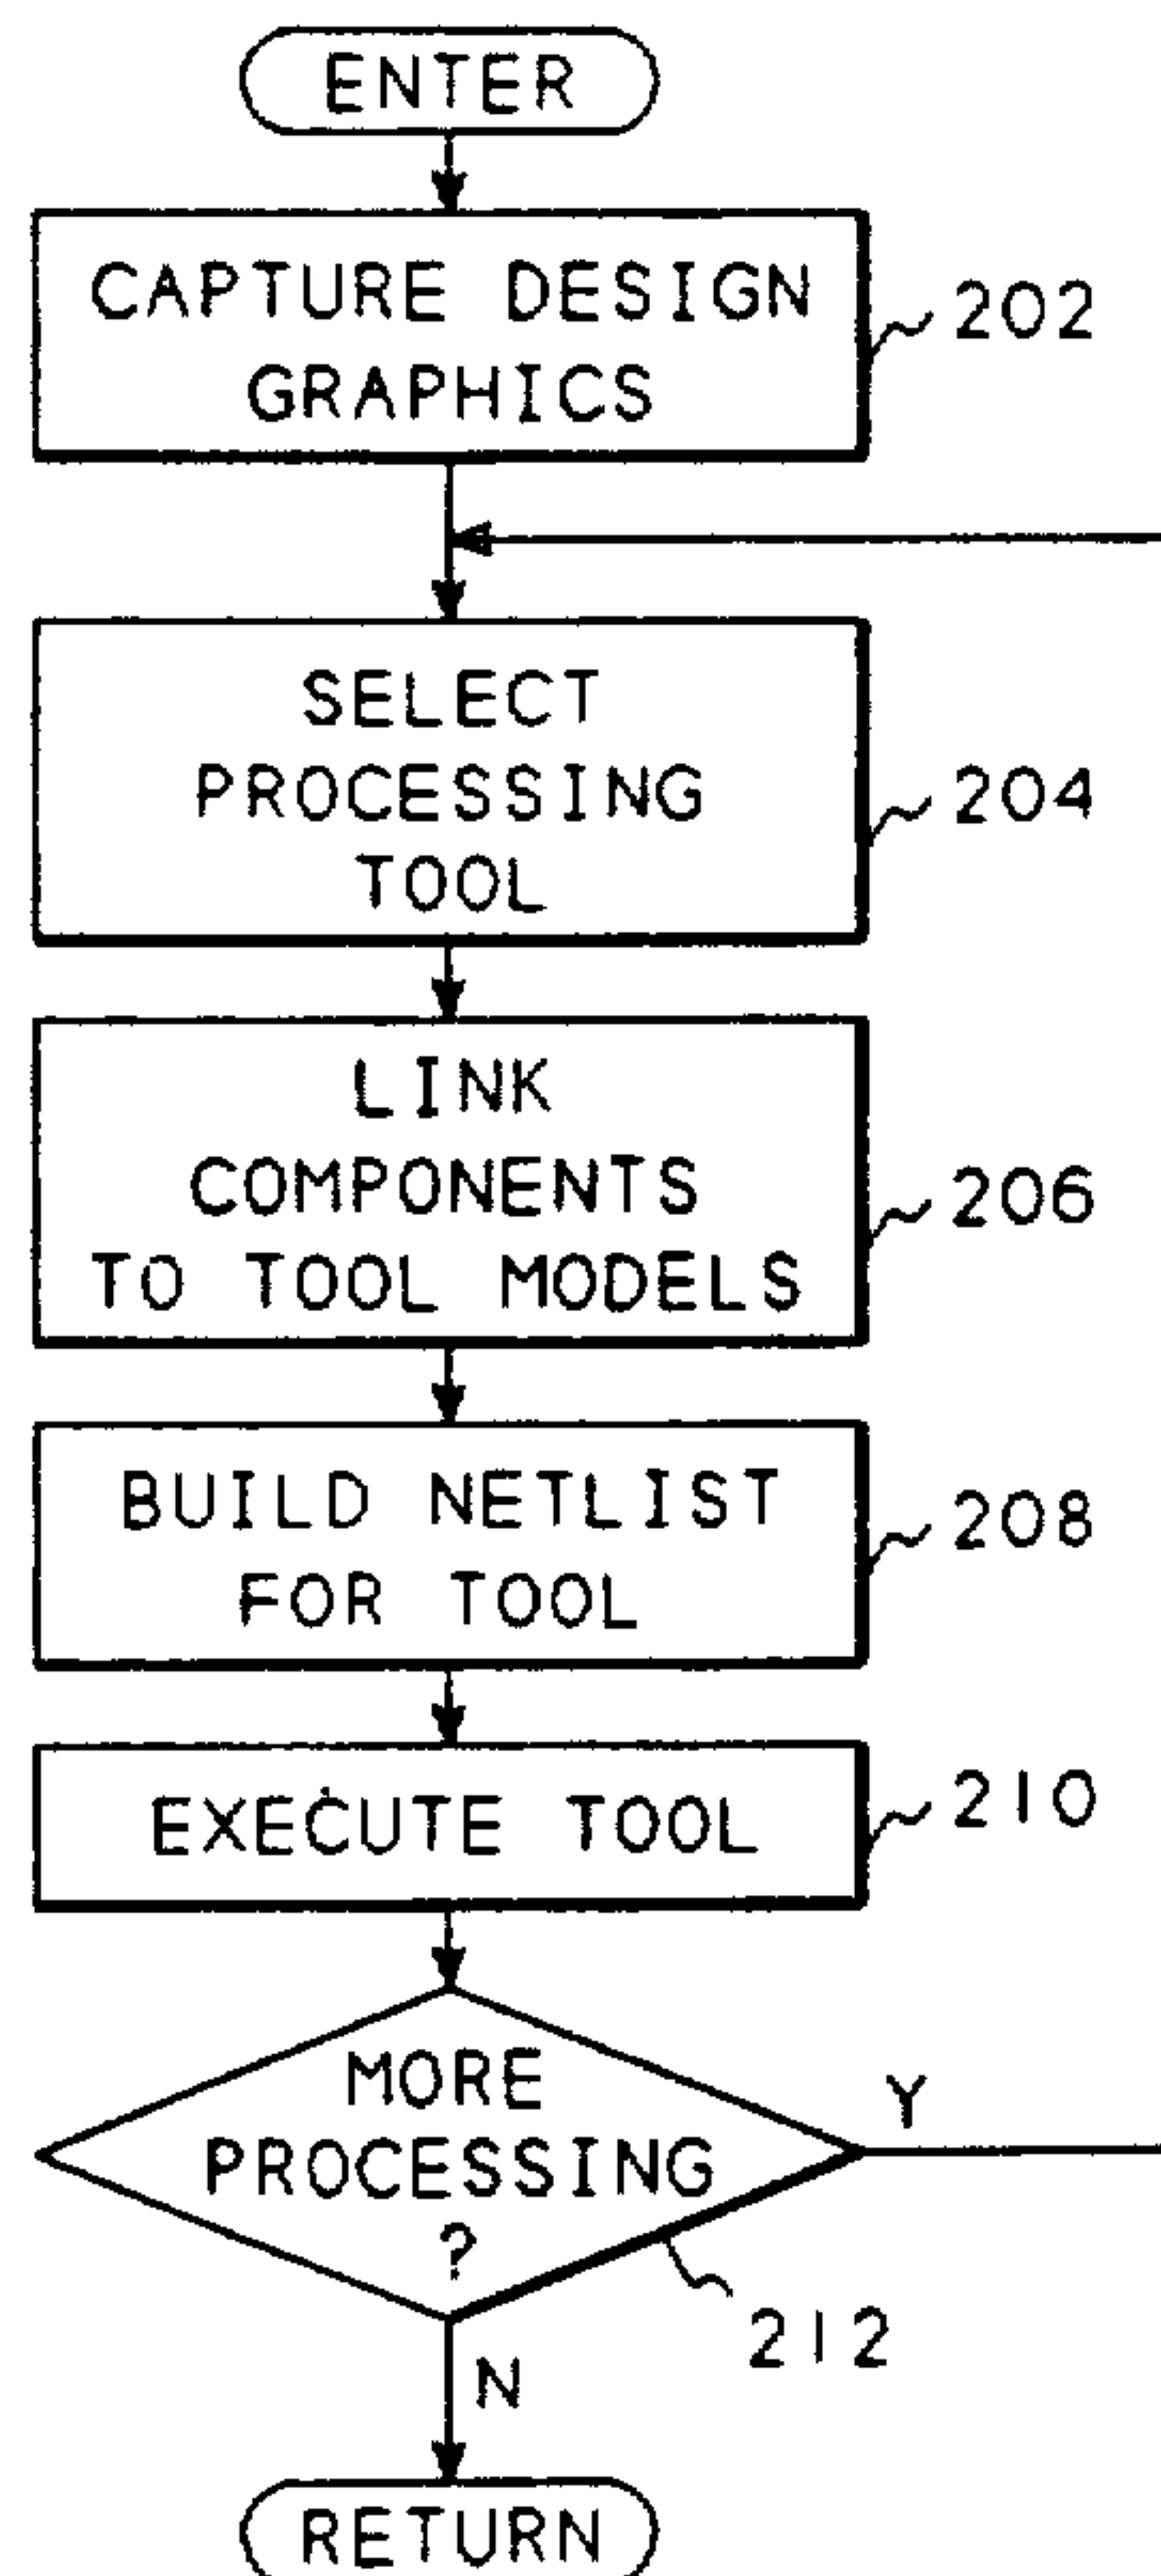 ENTER
CAPTURE DESIGN
GRAPHICS
202
SELECT
PROCESSING
TOOL
204
LINK
COMPONENTS
TO TOOL MODELS
206
BUILD NETLIST
FOR TOOL
208
EXECUTE TOOL
210
MORE
PROCESSING
?
Y
212
N
RETURN